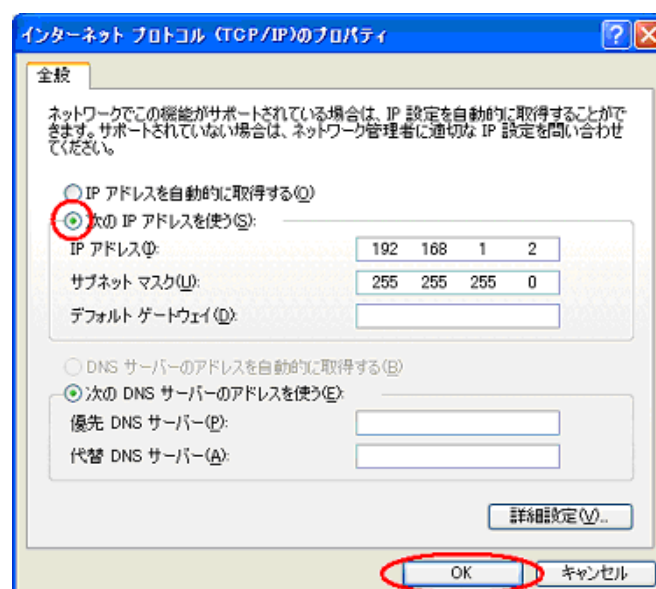 インターネット プロトコル (TCP/IP)のプロパティ
全般
ネットワークでこの機能がサポートされている場合は、IP 設定を自動的に取得することがで
きます。サポートされていない場合は、ネットワーク管理者に適切な IP 設定を問い合わせ
てください。
IP アドレスを自動的に取得する(O)
次の IP アドレスを使う(S):
IP アドレス(I): 192 168 1 2
サブネット マスク(U): 255 255 255 0
デフォルト ゲートウェイ(D):
DNS サーバーのアドレスを自動的に取得する(B)
次の DNS サーバーのアドレスを使う(E):
優先 DNS サーバー(P):
代替 DNS サーバー(A):
詳細設定(V)...
OK キャンセル